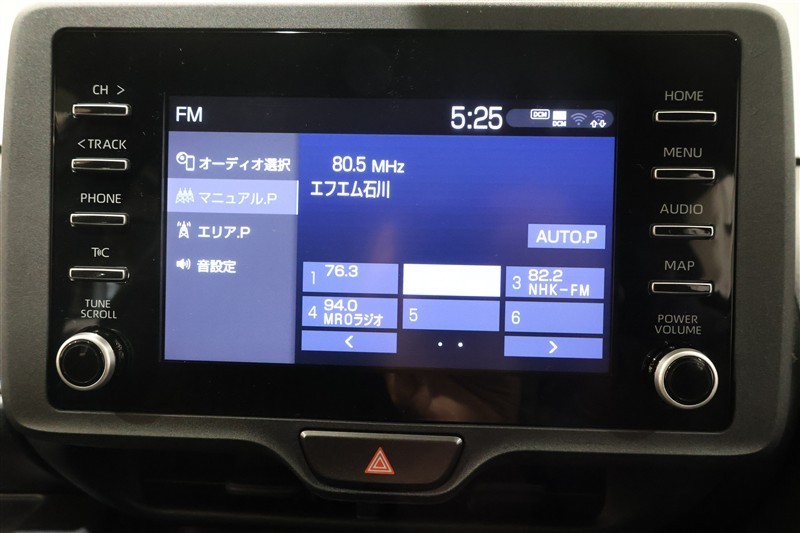 CH >
< TRACK
PHONE
T C
TUNE
SCROLL
FM
5:25
DCM
DCM
オーディオ選択
マニュアル.P
エリア.P
音設定
80.5 MHz
エフエム石川
AUTO.P
1 76.3
3 82.2
NHK-FM
4 94.0
MROラジオ
5
6
<
>
HOME
MENU
AUDIO
MAP
POWER
VOLUME